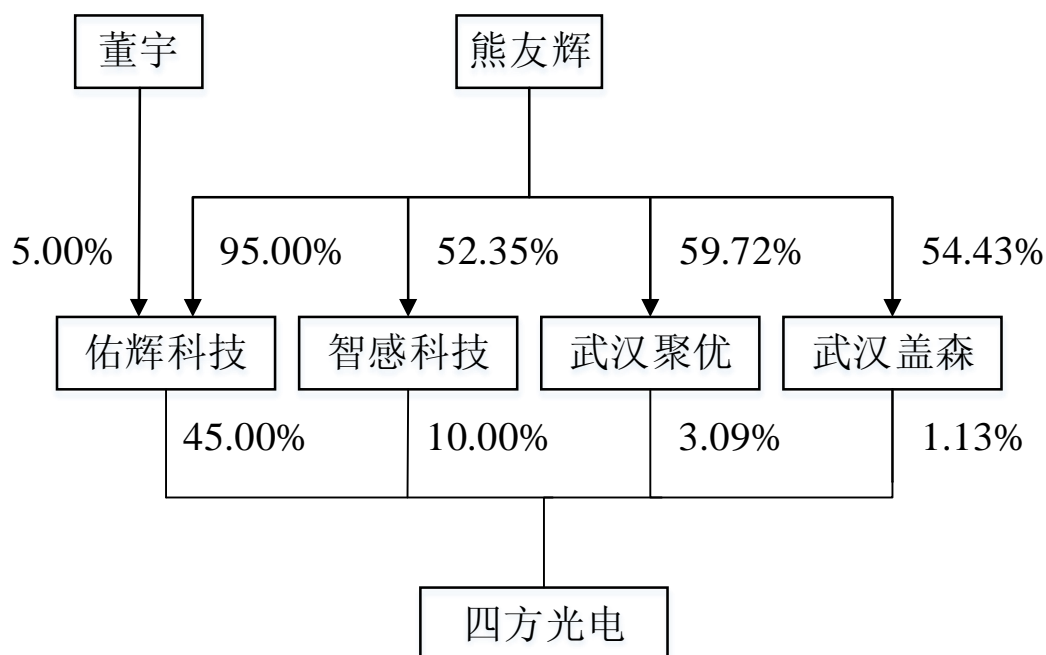 董宇
熊友辉
5.00%
95.00%
52.35%
59.72%
54.43%
佑辉科技
智感科技
武汉聚优
武汉盖森
45.00%
10.00%
3.09%
1.13%
四方光电